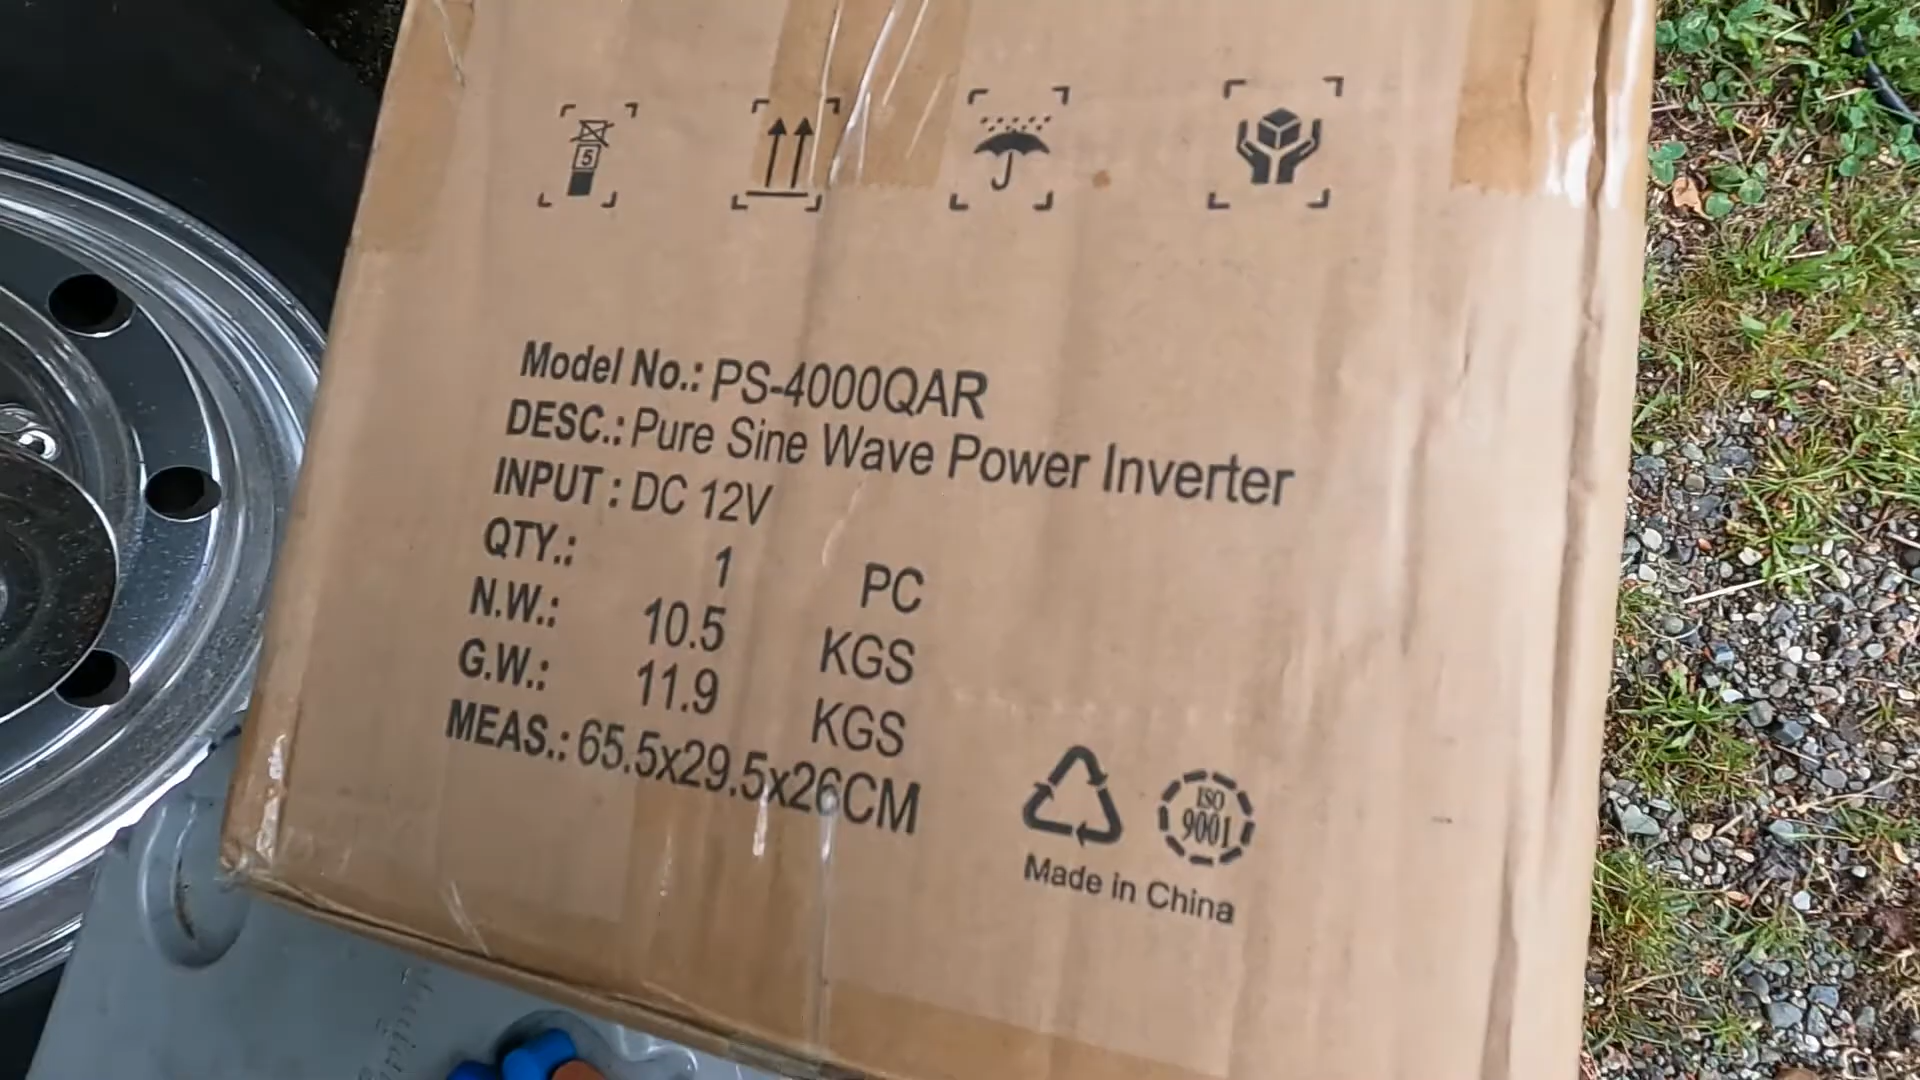 5
Model No.: PS-4000QAR
DESC.: Pure Sine Wave Power Inverter
INPUT : DC 12V
QTY.: 1 PC
N.W.: 10.5 KGS
G.W.: 11.9 KGS
MEAS.: 65.5x29.5x26CM
ISO
9001
Made in China